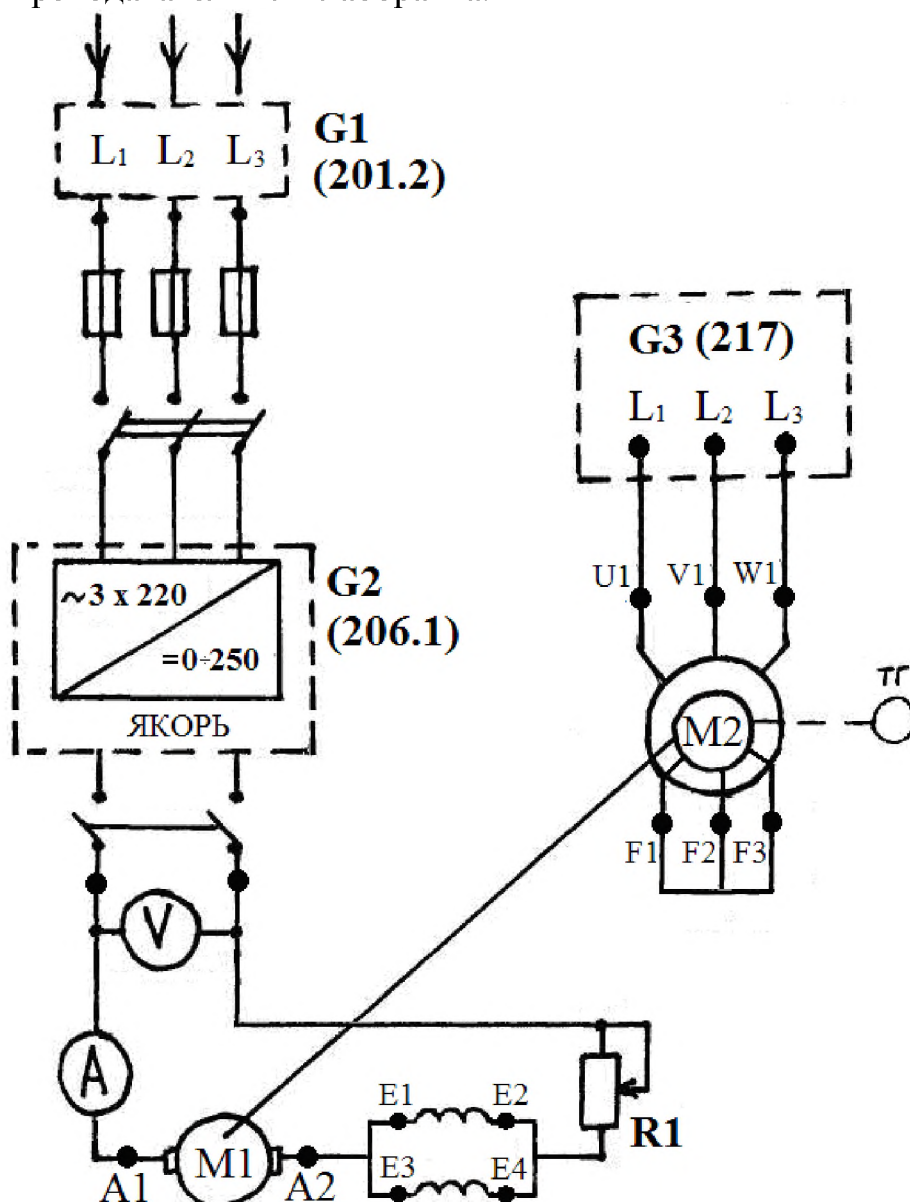 L1 L2 L3
G1
(201.2)
G3 (217)
L1 L2 L3
~3 x 220
=0÷250
ЯКОРЬ
G2
(206.1)
U1 V1 W1
M2
ТГ
F1 F2 F3
V
A
E1 E2
R1
A1 M1 A2 E3 E4